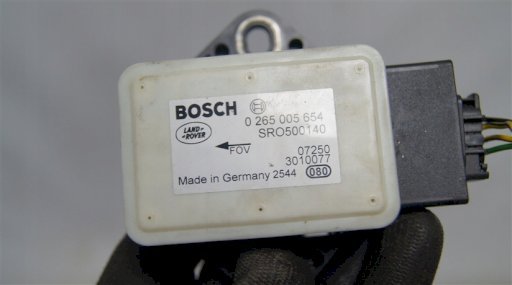 BOSCH
0 265 005 654
SRO500140
LAND ROVER
FOV
07250
3010077
Made in Germany 2544 080